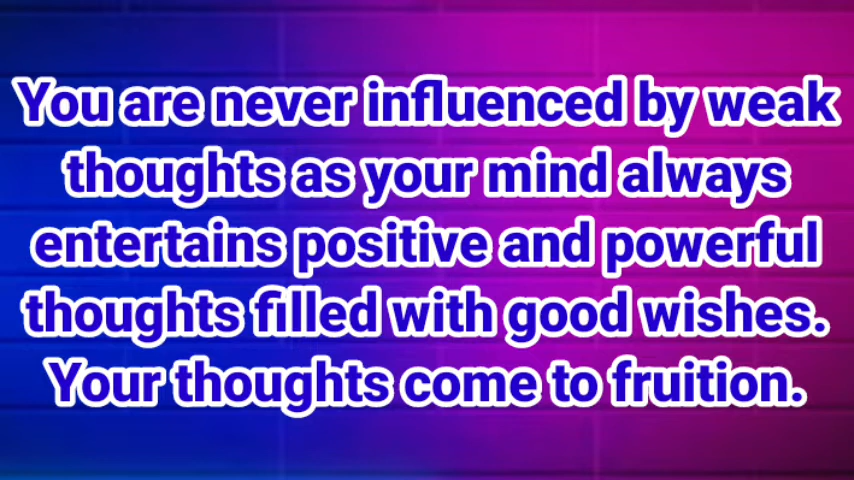 You are never influenced by weak
thoughts as your mind always
entertains positive and powerful
thoughts filled with good wishes.
Your thoughts come to fruition.